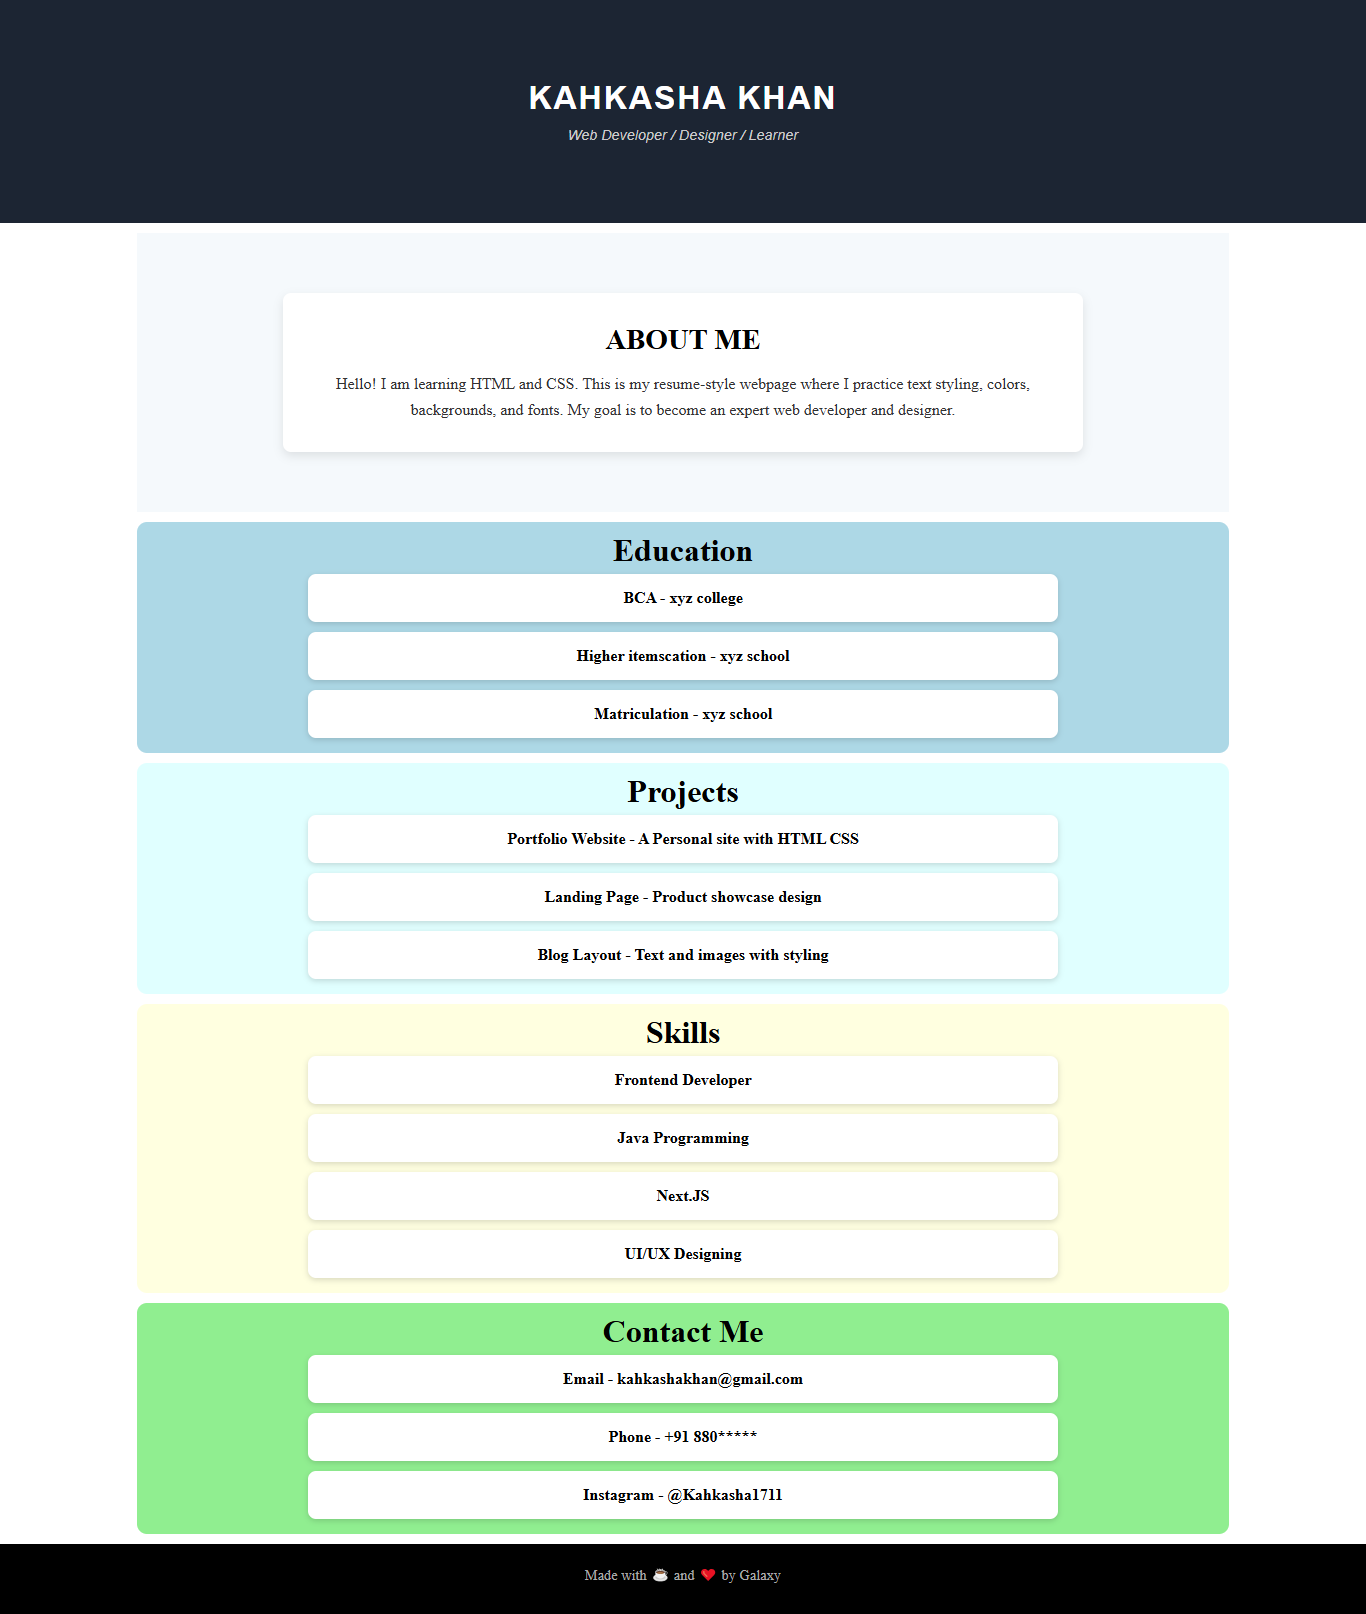 KAHKASHA KHAN
Web Developer / Designer / Learner
ABOUT ME
Hello! I am learning HTML and CSS. This is my resume-style webpage where I practice text styling, colors,
backgrounds, and fonts. My goal is to become an expert web developer and designer.
Education
BCA - xyz college
Higher itemscation - xyz school
Matriculation - xyz school
Projects
Portfolio Website - A Personal site with HTML CSS
Landing Page - Product showcase design
Blog Layout - Text and images with styling
Skills
Frontend Developer
Java Programming
Next.JS
UI/UX Designing
Contact Me
Email - kahkashakhan@gmail.com
Phone - +91 880*****
Instagram - @Kahkasha1711
Made with ☕ and ❤️ by Galaxy